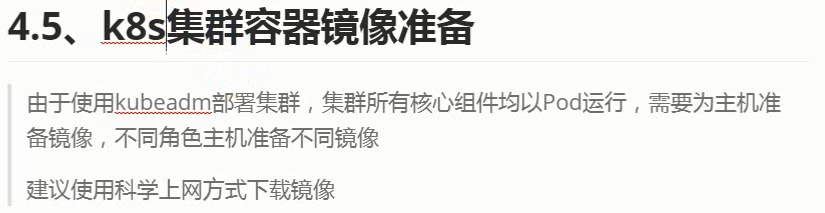 4.5、k8s集群容器镜像准备
由于使用kubeadm部署集群，集群所有核心组件均以Pod运行，需要为主机准
备镜像，不同角色主机准备不同镜像
建议使用科学上网方式下载镜像